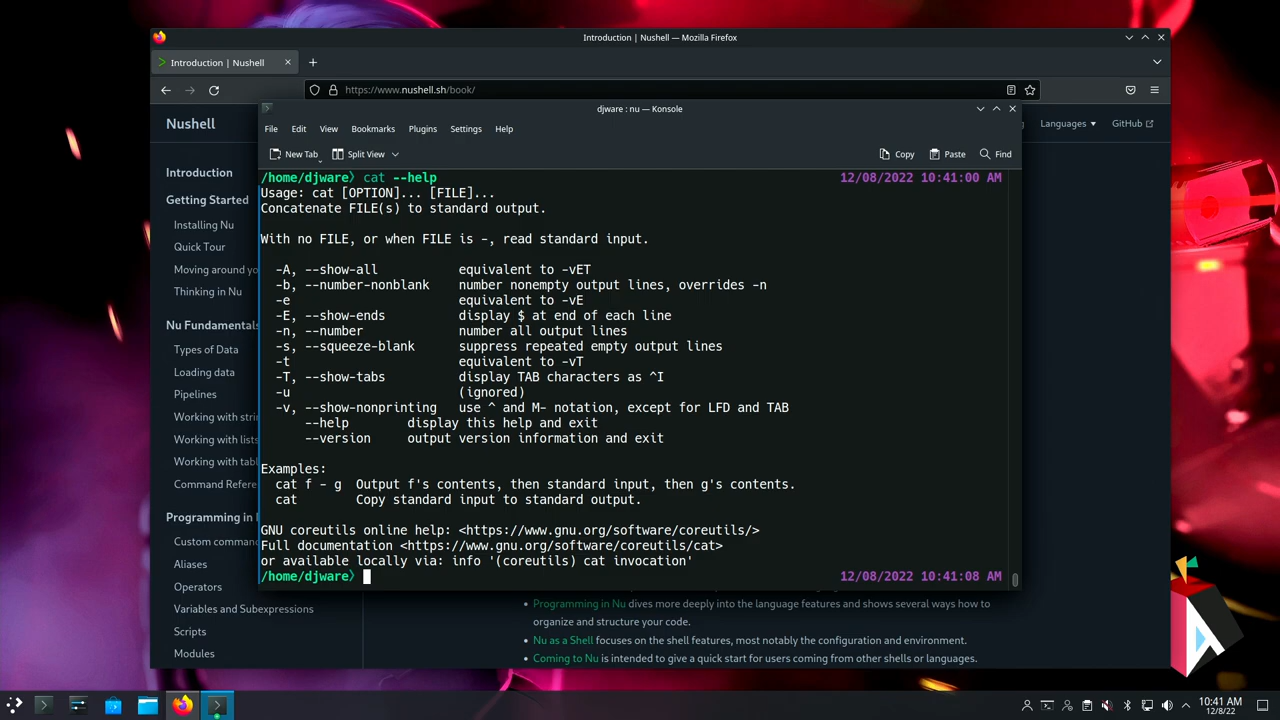 Introduction | Nushell — Mozilla Firefox
Introduction | Nushell
https://www.nushell.sh/book/
Nushell
Languages
GitHub
Introduction
Getting Started
Installing Nu
Quick Tour
Moving around yo
Thinking in Nu
Nu Fundamentals
Types of Data
Loading data
Pipelines
Working with strin
Working with lists
Working with tabl
Command Refere
Programming in N
Custom comman
Aliases
Operators
Variables and Subexpressions
Scripts
Modules
djware : nu — Konsole
File Edit View Bookmarks Plugins Settings Help
New Tab Split View Copy Paste Find
/home/djware〉 cat --help 12/08/2022 10:41:00 AM
Usage: cat [OPTION]... [FILE]...
Concatenate FILE(s) to standard output.
With no FILE, or when FILE is -, read standard input.
-A, --show-all equivalent to -vET
-b, --number-nonblank number nonempty output lines, overrides -n
-e equivalent to -vE
-E, --show-ends display $ at end of each line
-n, --number number all output lines
-s, --squeeze-blank suppress repeated empty output lines
-t equivalent to -vT
-T, --show-tabs display TAB characters as ^I
-u (ignored)
-v, --show-nonprinting use ^ and M- notation, except for LFD and TAB
--help display this help and exit
--version output version information and exit
Examples:
cat f - g Output f's contents, then standard input, then g's contents.
cat Copy standard input to standard output.
GNU coreutils online help: <https://www.gnu.org/software/coreutils/>
Full documentation <https://www.gnu.org/software/coreutils/cat>
or available locally via: info '(coreutils) cat invocation'
/home/djware〉 12/08/2022 10:41:08 AM
Programming in Nu dives more deeply into the language features and shows several ways how to
organize and structure your code.
Nu as a Shell focuses on the shell features, most notably the configuration and environment.
Coming to Nu is intended to give a quick start for users coming from other shells or languages.
10:41 AM
12/8/22